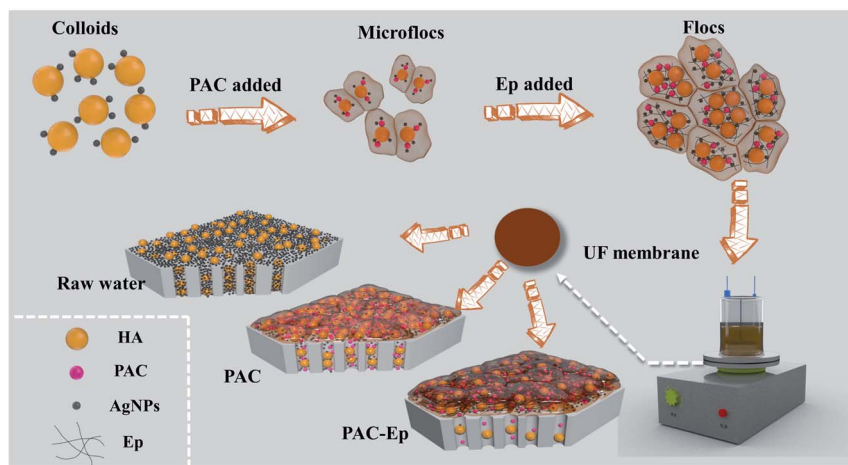 Colloids
Microflocs
Flocs
PAC added
Ep added
UF membrane
Raw water
PAC
PAC-Ep
HA
PAC
AgNPs
Ep